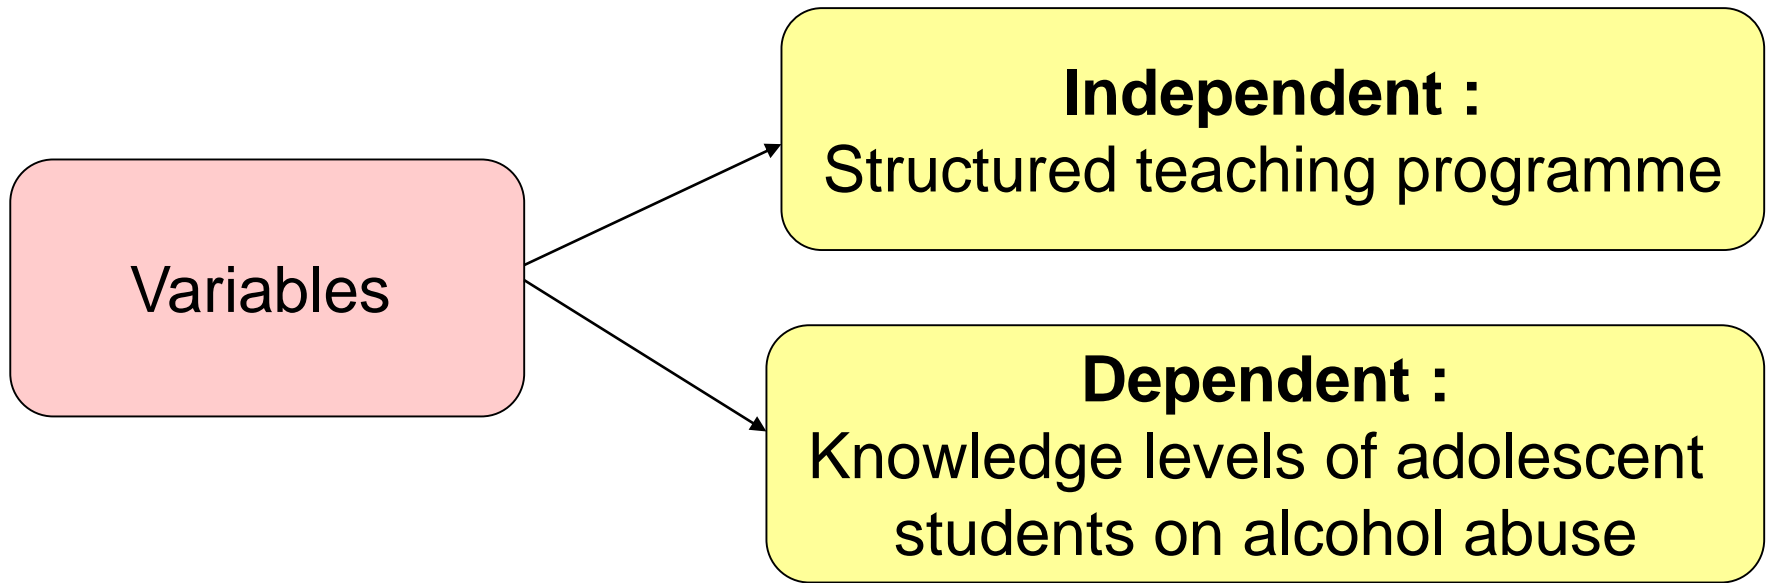 Variables
Independent :
Structured teaching programme
Dependent :
Knowledge levels of adolescent
students on alcohol abuse